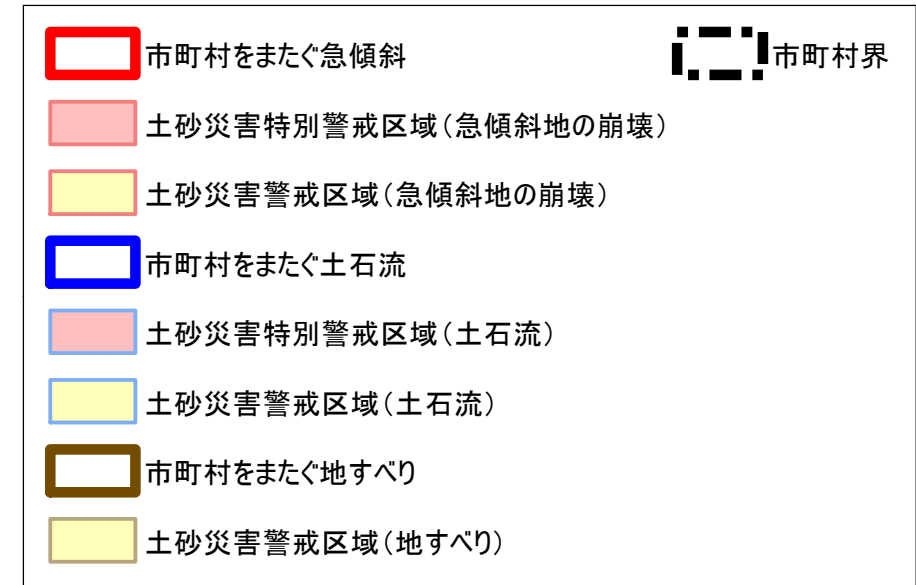 市町村をまたぐ急傾斜
市町村界
土砂災害特別警戒区域(急傾斜地の崩壊)
土砂災害警戒区域(急傾斜地の崩壊)
市町村をまたぐ土石流
土砂災害特別警戒区域(土石流)
土砂災害警戒区域(土石流)
市町村をまたぐ地すべり
土砂災害警戒区域(地すべり)